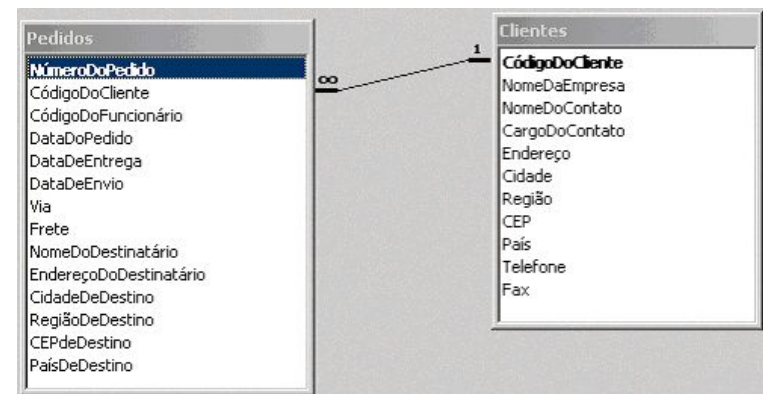 Pedidos
NúmeroDoPedido
CódigoDoCliente
CódigoDoFuncionário
DataDoPedido
DataDeEntrega
DataDeEnvio
Via
Frete
NomeDoDestinatário
EndereçoDoDestinatário
CidadeDeDestino
RegiãoDeDestino
CEPdeDestino
PaísDeDestino
∞
1
Clientes
CódigoDoCliente
NomeDaEmpresa
NomeDoContato
CargoDoContato
Endereço
Cidade
Região
CEP
País
Telefone
Fax